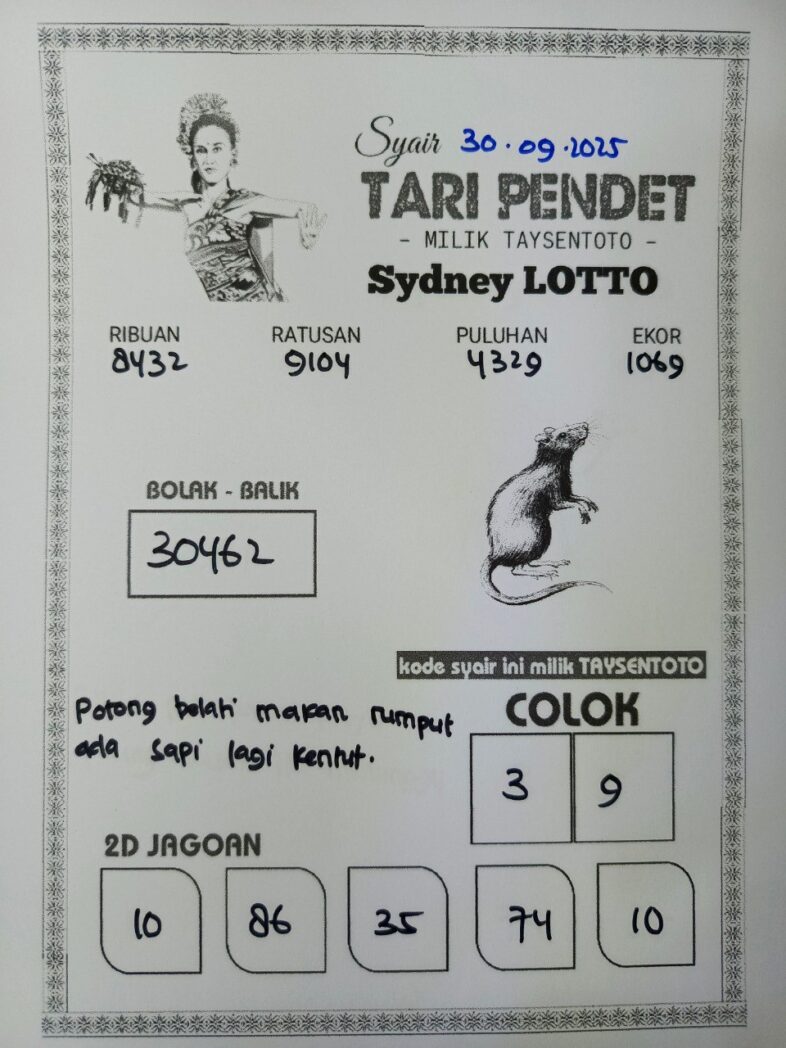 Syair 30.09.2025
TARI PENDET
- MILIK TAYSENTOTO -
Sydney LOTTO
RIBUAN RATUSAN PULUHAN EKOR
8432 9104 4329 1069
BOLAK - BALIK
30462
kode syair ini milik TAYSENTOTO
Potong belati makan rumput
ada sapi lagi kentut.
COLOK
3 9
2D JAGOAN
10 86 35 74 10